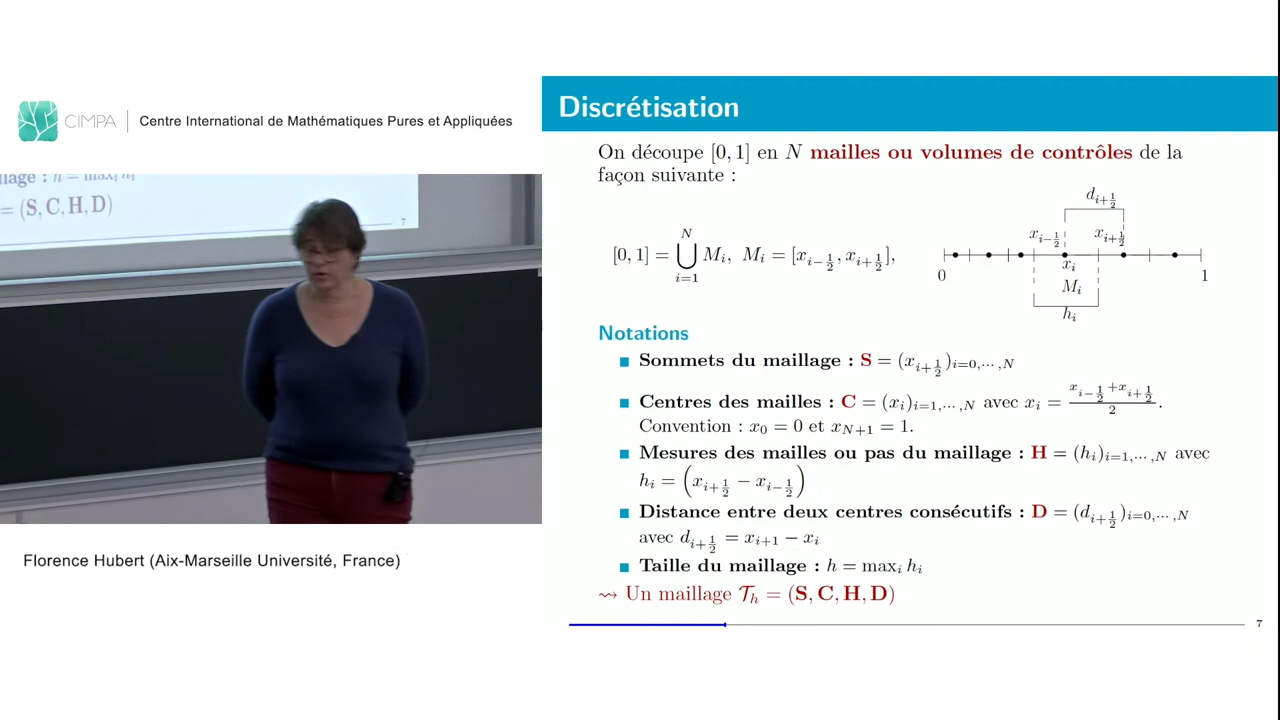 CIMPA
Centre International de Mathématiques Pures et Appliquées
llage : h = max_i h_i
= (S, C, H, D)
7
Florence Hubert (Aix-Marseille Université, France)
Discrétisation
On découpe [0, 1] en N mailles ou volumes de contrôles de la
façon suivante :
[0, 1] = ⋃_{i=1}^{N} M_i, M_i = [x_{i-1/2}, x_{i+1/2}],
d_{i+1/2}
x_{i-1/2} x_{i+1/2}
x_i
0 1
M_i
h_i
Notations
Sommets du maillage : S = (x_{i+1/2})_{i=0,⋯,N}
Centres des mailles : C = (x_i)_{i=1,⋯,N} avec x_i = (x_{i-1/2}+x_{i+1/2})/2.
Convention : x_0 = 0 et x_{N+1} = 1.
Mesures des mailles ou pas du maillage : H = (h_i)_{i=1,⋯,N} avec
h_i = (x_{i+1/2} − x_{i-1/2})
Distance entre deux centres consécutifs : D = (d_{i+1/2})_{i=0,⋯,N}
avec d_{i+1/2} = x_{i+1} − x_i
Taille du maillage : h = max_i h_i
⇝ Un maillage 𝒯_h = (S, C, H, D)
7